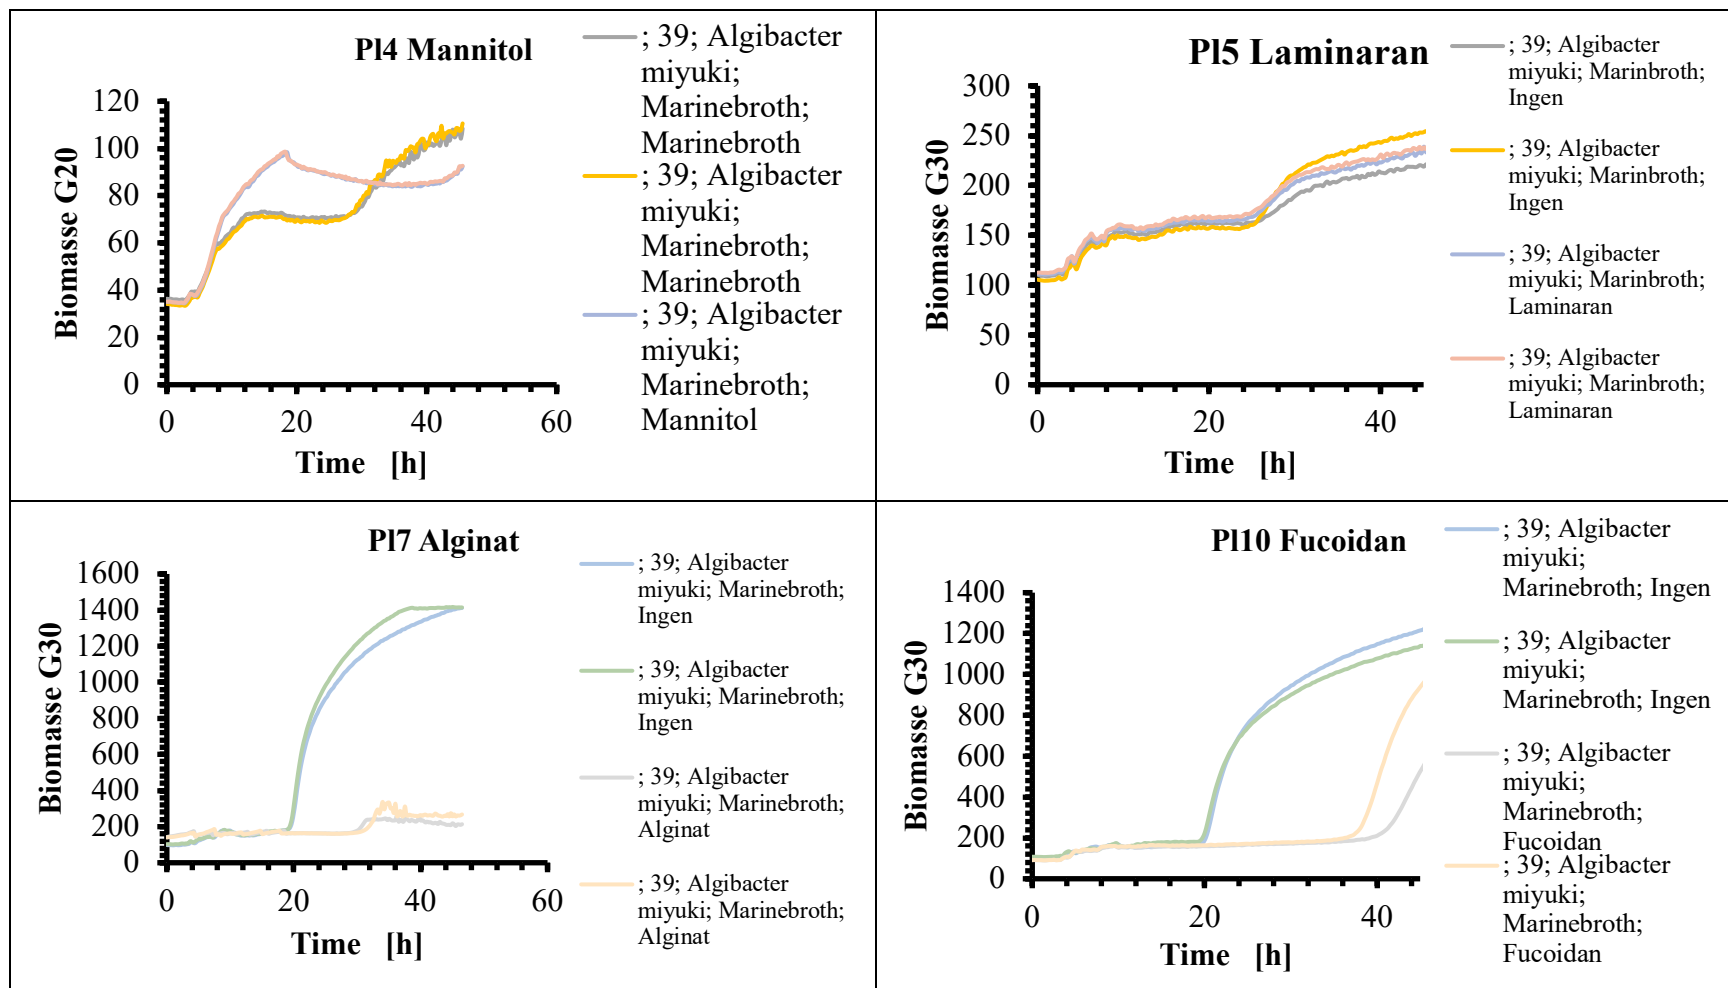 Pl4 Mannitol
; 39; Algibacter
miyuki;
Marinebroth;
Marinebroth
; 39; Algibacter
miyuki;
Marinebroth;
Marinebroth
; 39; Algibacter
miyuki;
Marinebroth;
Mannitol
Biomasse G20
120
100
80
60
40
20
0
0 20 40 60
Time [h]
Pl5 Laminaran
; 39; Algibacter
miyuki; Marinbroth;
Ingen
; 39; Algibacter
miyuki; Marinbroth;
Ingen
; 39; Algibacter
miyuki; Marinbroth;
Laminaran
; 39; Algibacter
miyuki; Marinbroth;
Laminaran
Biomasse G30
300
250
200
150
100
50
0
0 20 40
Time [h]
Pl7 Alginat
; 39; Algibacter
miyuki; Marinebroth;
Ingen
; 39; Algibacter
miyuki; Marinebroth;
Ingen
; 39; Algibacter
miyuki; Marinebroth;
Alginat
; 39; Algibacter
miyuki; Marinebroth;
Alginat
Biomasse G30
1600
1400
1200
1000
800
600
400
200
0
0 20 40 60
Time [h]
Pl10 Fucoidan
; 39; Algibacter
miyuki;
Marinebroth; Ingen
; 39; Algibacter
miyuki;
Marinebroth; Ingen
; 39; Algibacter
miyuki;
Marinebroth;
Fucoidan
; 39; Algibacter
miyuki;
Marinebroth;
Fucoidan
Biomasse G30
1400
1200
1000
800
600
400
200
0
0 20 40
Time [h]